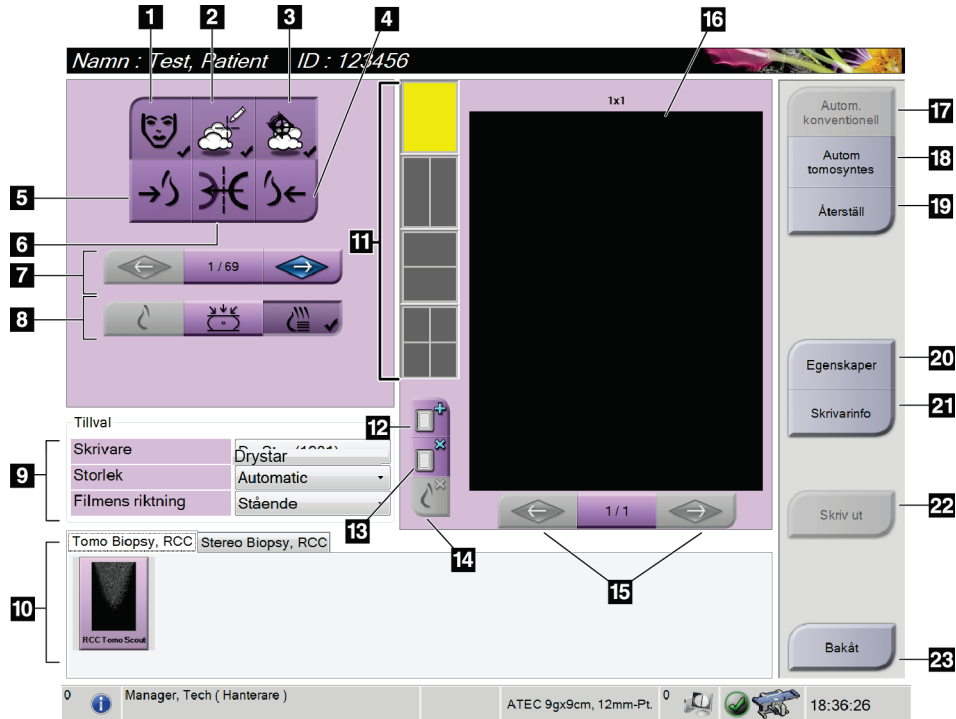 1 2 3 4 16
Namn : Test, Patient ID : 123456
1x1
Autom. konventionell 17
Autom tomosyntes 18
Återställ 19
5
6
11
7 1 / 69
8
Egenskaper 20
Skrivarinfo 21
Tillval
12
9
Skrivare
Drystar
Storlek Automatic
Filmens riktning Stående
13
14
1 / 1
15
Skriv ut 22
Tomo Biopsy, RCC Stereo Biopsy, RCC
10
RCC Tomo Scout
Bakåt 23
0 Manager, Tech ( Hanterare ) ATEC 9gx9cm, 12mm-Pt. 0 18:36:26